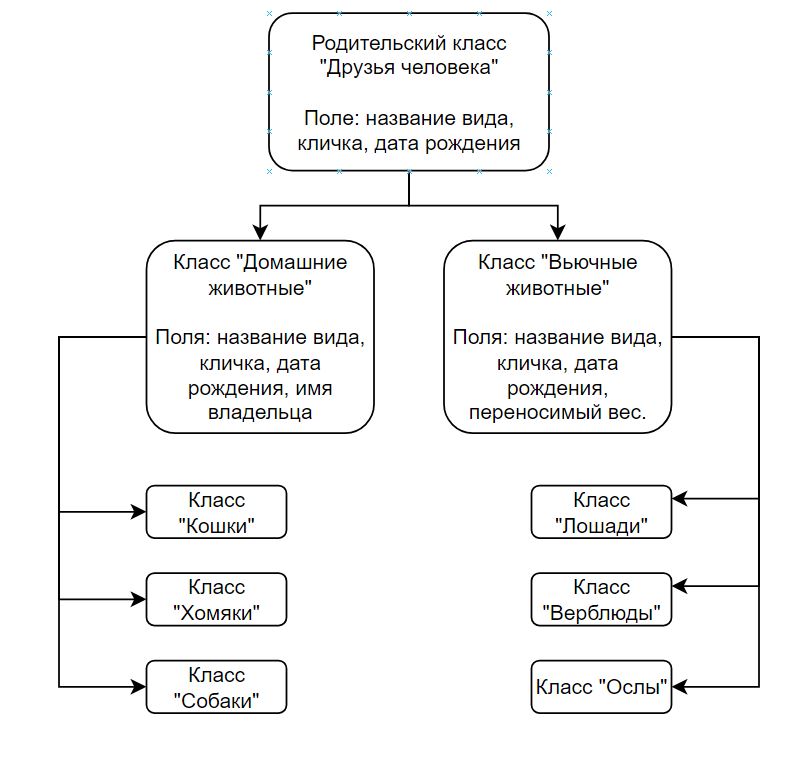 Родительский класс
"Друзья человека"
Поле: название вида,
кличка, дата рождения
Класс "Домашние
животные"
Поля: название вида,
кличка, дата
рождения, имя
владельца
Класс "Вьючные
животные"
Поля: название вида,
кличка, дата
рождения,
переносимый вес.
Класс
"Кошки"
Класс
"Хомяки"
Класс
"Собаки"
Класс
"Лошади"
Класс
"Верблюды"
Класс "Ослы"